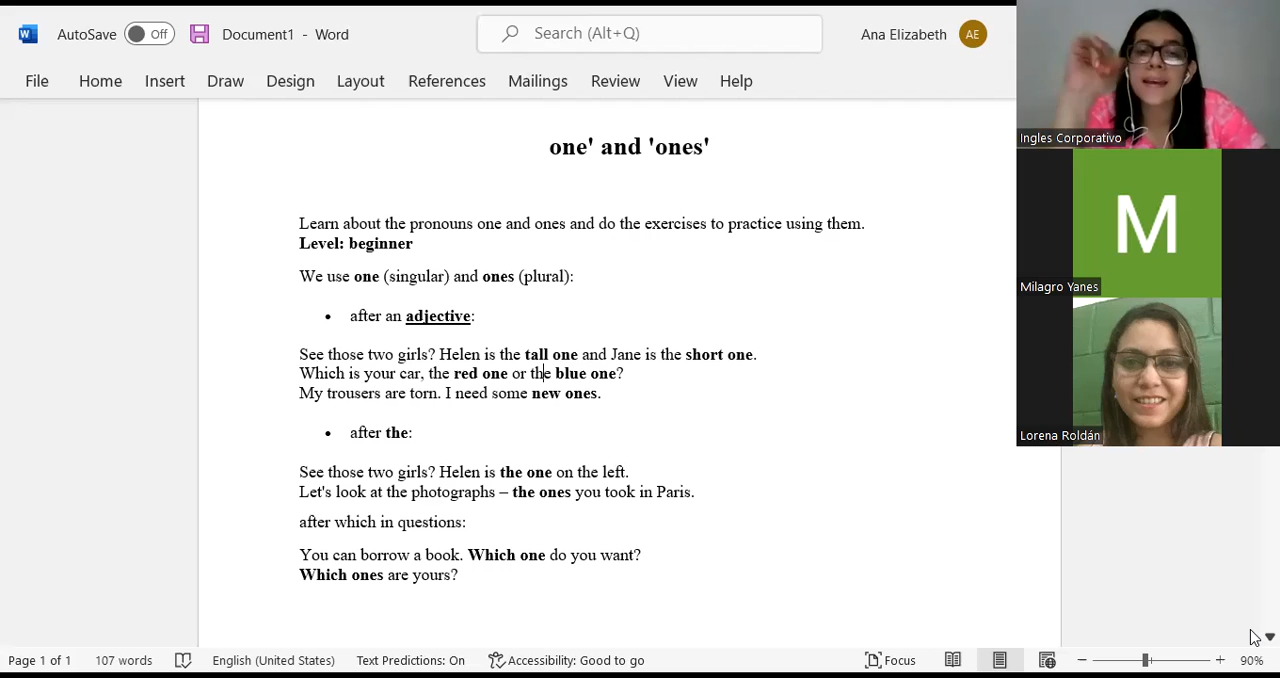 AutoSave Off Document1 - Word Search (Alt+Q) Ana Elizabeth AE
File Home Insert Draw Design Layout References Mailings Review View Help
one' and 'ones'
Learn about the pronouns one and ones and do the exercises to practice using them.
Level: beginner
We use one (singular) and ones (plural):
• after an adjective:
See those two girls? Helen is the tall one and Jane is the short one.
Which is your car, the red one or the blue one?
My trousers are torn. I need some new ones.
• after the:
See those two girls? Helen is the one on the left.
Let's look at the photographs – the ones you took in Paris.
after which in questions:
You can borrow a book. Which one do you want?
Which ones are yours?
Page 1 of 1 107 words English (United States) Text Predictions: On Accessibility: Good to go Focus 90%
Ingles Corporativo
M
Milagro Yanes
Lorena Roldán